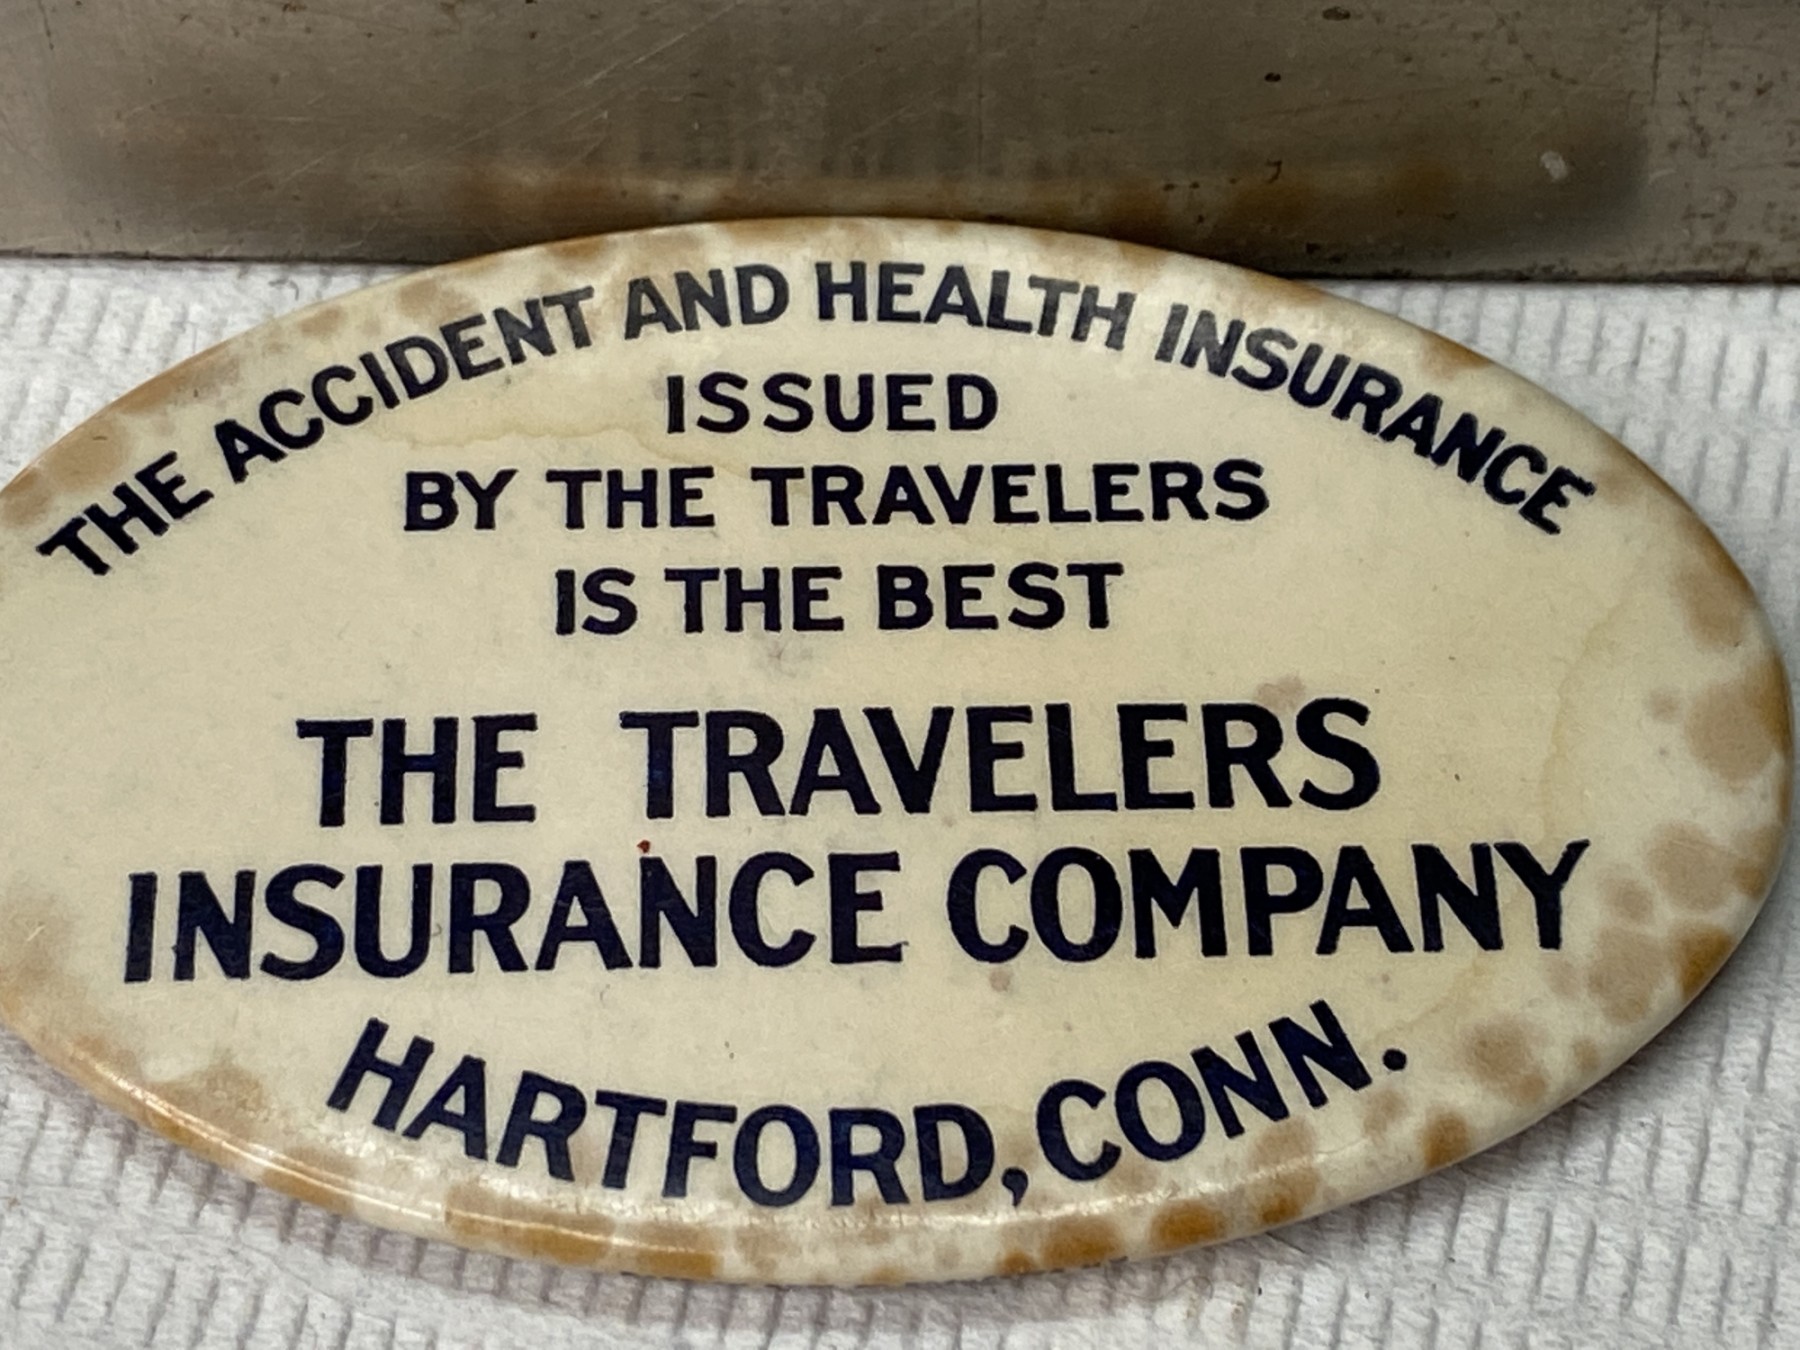 THE ACCIDENT AND HEALTH INSURANCE
ISSUED
BY THE TRAVELERS
IS THE BEST
THE TRAVELERS
INSURANCE COMPANY
HARTFORD, CONN.